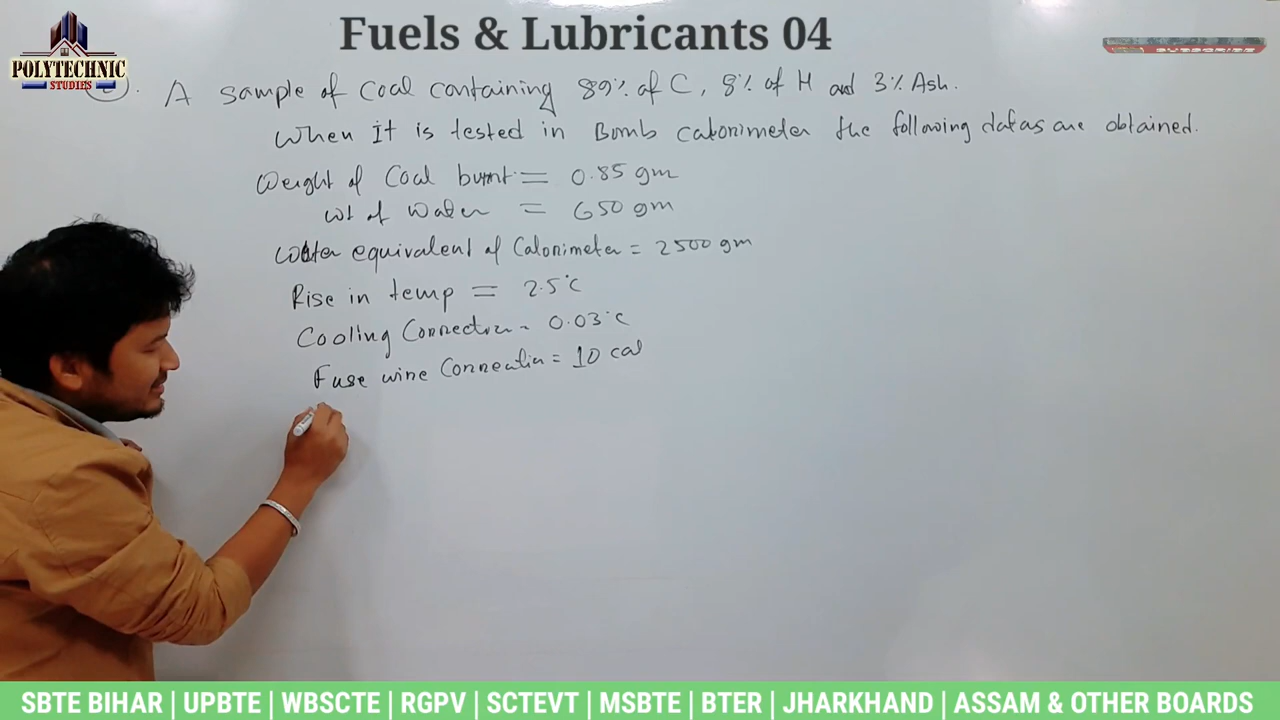 Fuels & Lubricants 04
POLYTECHNIC
STUDIES
SUBSCRIBE
2. A sample of Coal containing 89% of C, 8% of H and 3% Ash.
When It is tested in Bomb calorimeter the following datas are obtained.
Weight of Coal burnt = 0.85 gm
Wt of Water = 650 gm
Water equivalent of Calorimeter = 2500 gm
Rise in temp = 2.5°C
Cooling Correction = 0.03°C
Fuse wire Correction = 10 cal
SBTE BIHAR | UPBTE | WBSCTE | RGPV | SCTEVT | MSBTE | BTER | JHARKHAND | ASSAM & OTHER BOARDS